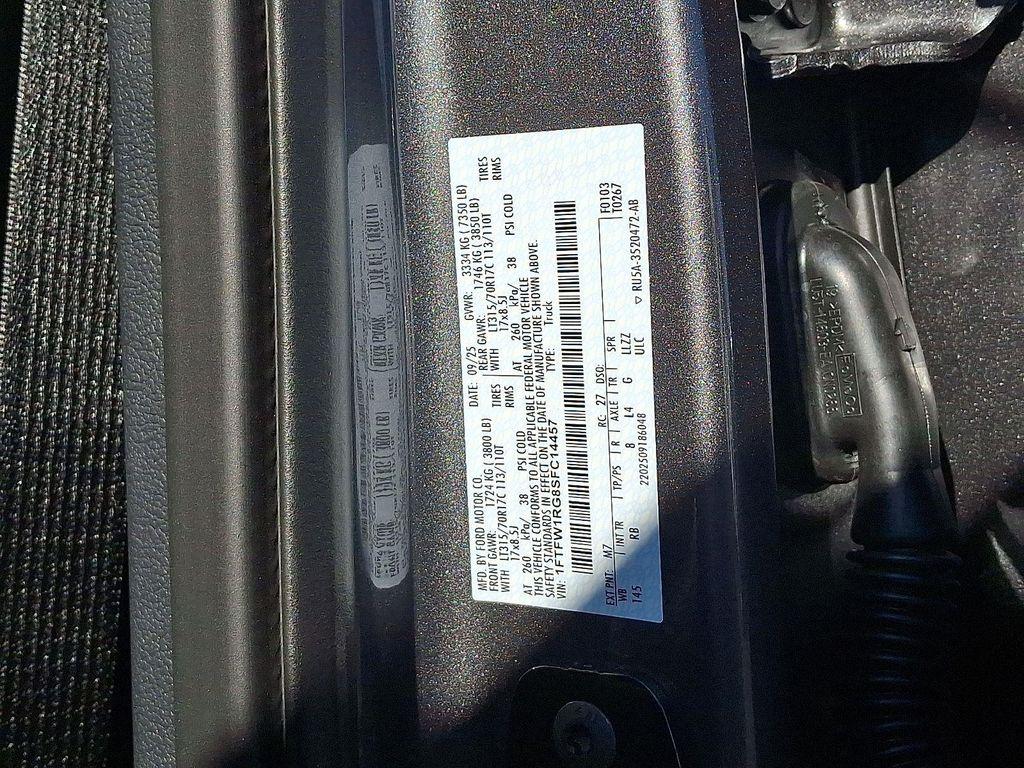 MFD. BY FORD MOTOR CO. DATE: 09/25 GVWR: 3334 KG ( 7350 LB)
FRONT GAWR: 1724 KG ( 3800 LB) REAR GAWR: 1746 KG ( 3850 LB)
WITH LT315/70R17C 113/110T TIRES WITH LT315/70R17C 113/110T TIRES
17x8.5J RIMS 17x8.5J RIMS
AT 260 kPa/ 38 PSI COLD AT 260 kPa/ 38 PSI COLD
THIS VEHICLE CONFORMS TO ALL APPLICABLE FEDERAL MOTOR VEHICLE
SAFETY STANDARDS IN EFFECT ON THE DATE OF MANUFACTURE SHOWN ABOVE.
VIN: 1FTFW1RG8SFC14457 TYPE: Truck
EXT PNT: M7 RC: 27 DSO: F0103
WB INT TR TP/PS R AXLE TR SPR T0267
145 RB 8 L4 G LLZZ
ULC
2202509186048 ▽ RU5A-3520472-AB